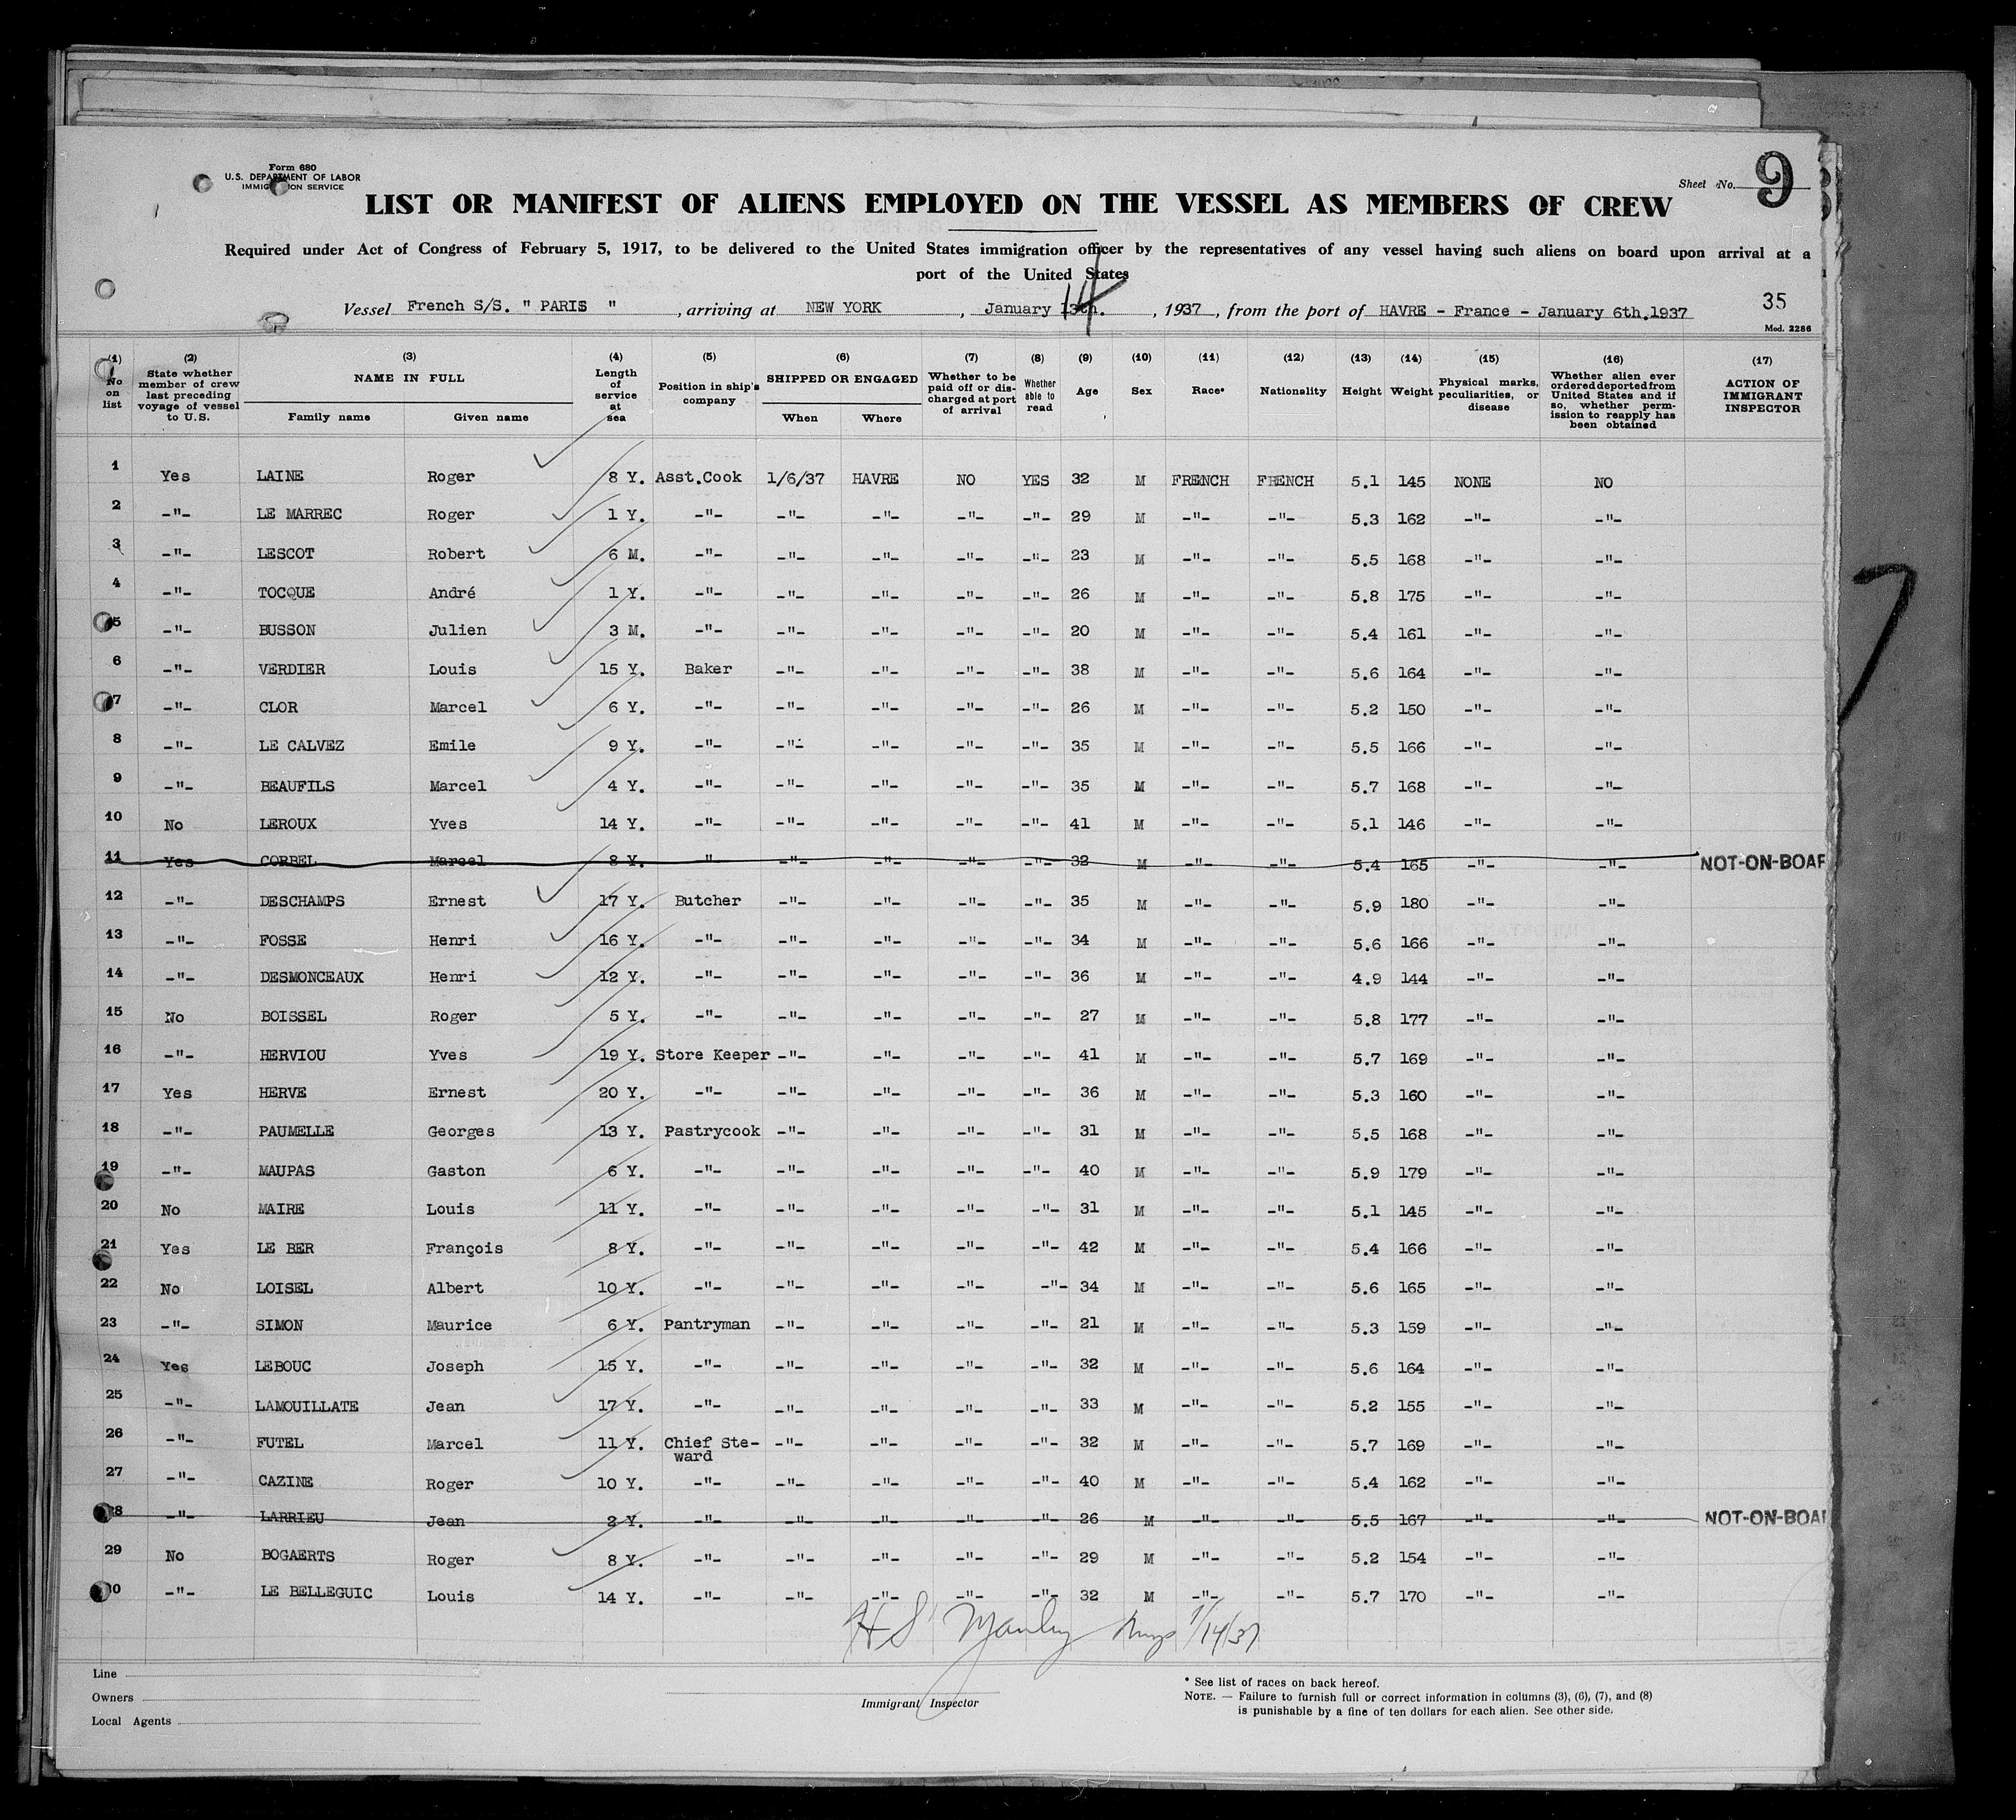 Form 680
U.S. DEPARTMENT OF LABOR
IMMIGRATION SERVICE
Sheet No. 9
LIST OR MANIFEST OF ALIENS EMPLOYED ON THE VESSEL AS MEMBERS OF CREW
Required under Act of Congress of February 5, 1917, to be delivered to the United States immigration officer by the representatives of any vessel having such aliens on board upon arrival at a
port of the United States
Vessel French S/S. " PARIS " , arriving at NEW YORK , January 13th. 14 , 1937 , from the port of HAVRE - France - January 6th.1937
35
Mod. 2286
(1) No on list (2) State whether member of crew last preceding voyage of vessel to U.S. (3) NAME IN FULL Family name Given name (4) Length of service at sea (5) Position in ship's company (6) SHIPPED OR ENGAGED When Where (7) Whether to be paid off or discharged at port of arrival (8) Whether able to read (9) Age (10) Sex (11) Race* (12) Nationality (13) Height (14) Weight (15) Physical marks, peculiarities, or disease (16) Whether alien ever ordered deported from United States and if so, whether permission to reapply has been obtained (17) ACTION OF IMMIGRANT INSPECTOR
1 Yes LAINE Roger 8 Y. Asst.Cook 1/6/37 HAVRE NO YES 32 M FRENCH FRENCH 5.1 145 NONE NO
2 -"- LE MARREC Roger 1 Y. -"- -"- -"- -"- -"- 29 M -"- -"- 5.3 162 -"- -"-
3 -"- LESCOT Robert 6 M. -"- -"- -"- -"- -"- 23 M -"- -"- 5.5 168 -"- -"-
4 -"- TOCQUE André 1 Y. -"- -"- -"- -"- -"- 26 M -"- -"- 5.8 175 -"- -"-
5 -"- BUSSON Julien 3 M. -"- -"- -"- -"- -"- 20 M -"- -"- 5.4 161 -"- -"-
6 -"- VERDIER Louis 15 Y. Baker -"- -"- -"- -"- 38 M -"- -"- 5.6 164 -"- -"-
7 -"- CLOR Marcel 6 Y. -"- -"- -"- -"- -"- 26 M -"- -"- 5.2 150 -"- -"-
8 -"- LE CALVEZ Emile 9 Y. -"- -"- -"- -"- -"- 35 M -"- -"- 5.5 166 -"- -"-
9 -"- BEAUFILS Marcel 4 Y. -"- -"- -"- -"- -"- 35 M -"- -"- 5.7 168 -"- -"-
10 No LEROUX Yves 14 Y. -"- -"- -"- -"- -"- 41 M -"- -"- 5.1 146 -"- -"-
11 Yes CORBEL Marcel 8 Y. " -"- -"- -"- -"- 32 M -"- -"- 5.4 165 -"- -"- NOT-ON-BOAR
12 -"- DESCHAMPS Ernest 17 Y. Butcher -"- -"- -"- -"- 35 M -"- -"- 5.9 180 -"- -"-
13 -"- FOSSE Henri 16 Y. -"- -"- -"- -"- -"- 34 M -"- -"- 5.6 166 -"- -"-
14 -"- DESMONCEAUX Henri 12 Y. -"- -"- -"- -"- -"- 36 M -"- -"- 4.9 144 -"- -"-
15 No BOISSEL Roger 5 Y. -"- -"- -"- -"- -"- 27 M -"- -"- 5.8 177 -"- -"-
16 -"- HERVIOU Yves 19 Y. Store Keeper -"- -"- -"- -"- 41 M -"- -"- 5.7 169 -"- -"-
17 Yes HERVE Ernest 20 Y. -"- -"- -"- -"- -"- 36 M -"- -"- 5.3 160 -"- -"-
18 -"- PAUMELLE Georges 13 Y. Pastrycook -"- -"- -"- -"- 31 M -"- -"- 5.5 168 -"- -"-
19 -"- MAUPAS Gaston 6 Y. -"- -"- -"- -"- -"- 40 M -"- -"- 5.9 179 -"- -"-
20 No MAIRE Louis 11 Y. -"- -"- -"- -"- -"- 31 M -"- -"- 5.1 145 -"- -"-
21 Yes LE BER François 8 Y. -"- -"- -"- -"- -"- 42 M -"- -"- 5.4 166 -"- -"-
22 No LOISEL Albert 10 Y. -"- -"- -"- -"- -"- 34 M -"- -"- 5.6 165 -"- -"-
23 -"- SIMON Maurice 6 Y. Pantryman -"- -"- -"- -"- 21 M -"- -"- 5.3 159 -"- -"-
24 Yes LEBOUC Joseph 15 Y. -"- -"- -"- -"- -"- 32 M -"- -"- 5.6 164 -"- -"-
25 -"- LAMOUILLATE Jean 17 Y. -"- -"- -"- -"- -"- 33 M -"- -"- 5.2 155 -"- -"-
26 -"- FUTEL Marcel 11 Y. Chief Ste-ward -"- -"- -"- -"- 32 M -"- -"- 5.7 169 -"- -"-
27 -"- CAZINE Roger 10 Y. -"- -"- -"- -"- -"- 40 M -"- -"- 5.4 162 -"- -"-
28 -"- LARRIEU Jean 2 Y. -"- -"- -"- -"- -"- 26 M -"- -"- 5.5 167 -"- -"- NOT-ON-BOAR
29 No BOGAERTS Roger 8 Y. -"- -"- -"- -"- -"- 29 M -"- -"- 5.2 154 -"- -"-
30 -"- LE BELLEGUIC Louis 14 Y. -"- -"- -"- -"- -"- 32 M -"- -"- 5.7 170 -"- -"-
H S Manley 1/14/37
Line
Owners
Local Agents
Immigrant Inspector
* See list of races on back hereof.
NOTE. — Failure to furnish full or correct information in columns (3), (6), (7), and (8)
is punishable by a fine of ten dollars for each alien. See other side.
7